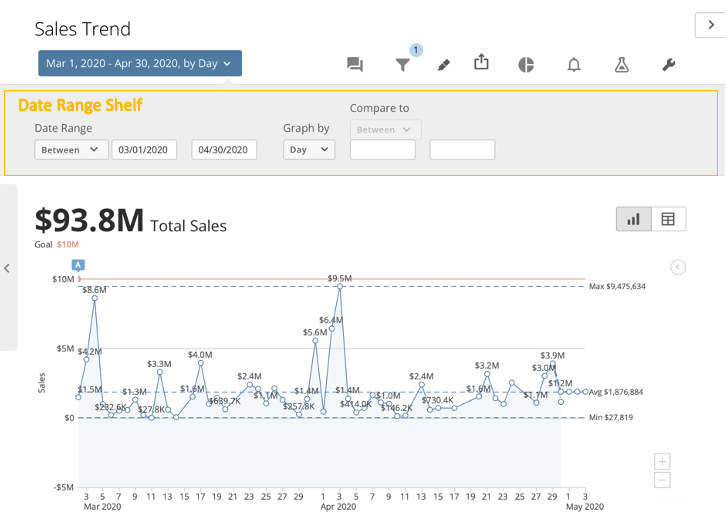 Sales Trend
Mar 1, 2020 - Apr 30, 2020, by Day
1
Date Range Shelf
Compare to
Date Range
Graph by
Between
Between
03/01/2020
04/30/2020
Day
$93.8M Total Sales
Goal $10M
A
$10M
$9.5M
$8.6M
Max $9,475,634
$6.4M
$5.6M
$5M
$4.2M
$3.3M
$4.0M
$2.4M
$2.4M
$3.2M
$3.0M
$3.9M
$1.5M
$1.3M
$1.6M
$1.1M
$1.4M
$1.4M
$1.0M
$1.6M
$1.1M
$1.2M
Avg $1,876,884
$232.6K
$27.8K
$639.7K
$257.8K
$414.0K
$146.2K
$730.4K
$0
Min $27,819
Sales
-$5M
3 5 7 9 11 13 15 17 19 21 23 25 27 29 1 3 5 7 9 11 13 15 17 19 21 23 25 27 29 1 3
Mar 2020 Apr 2020 May 2020